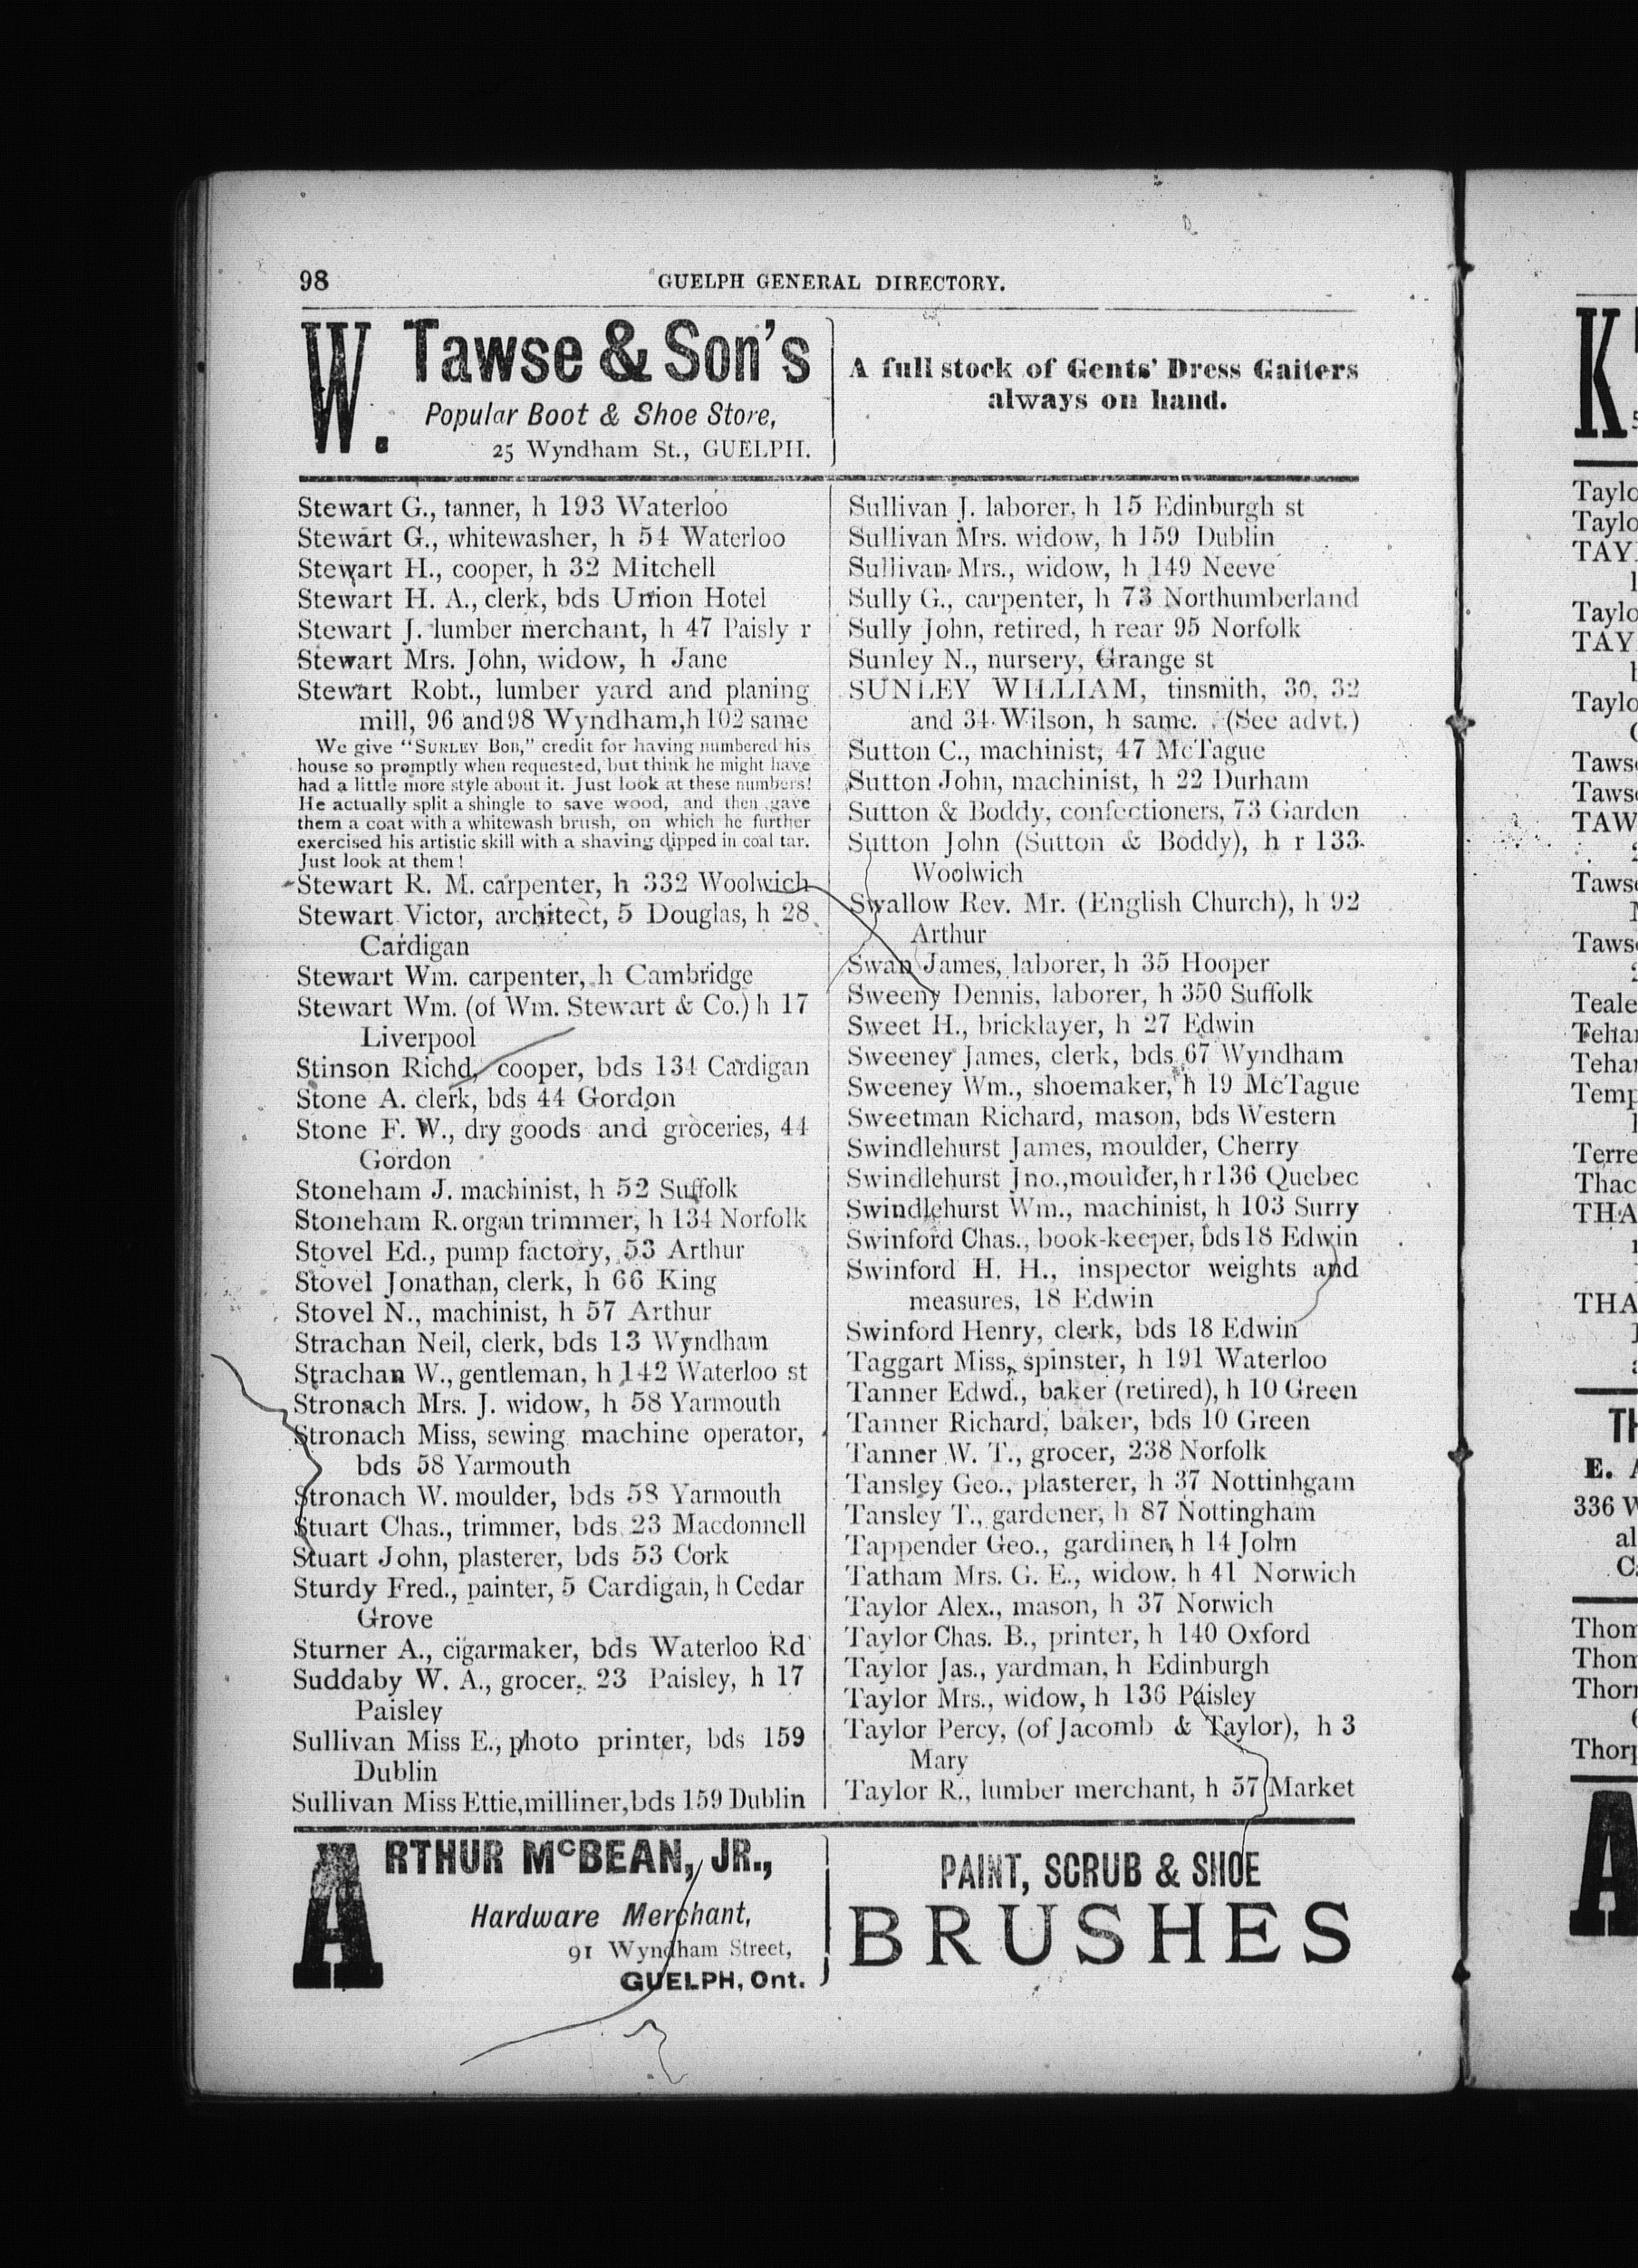 98
GUELPH GENERAL DIRECTORY.
W. Tawse & Son's
Popular Boot & Shoe Store,
25 Wyndham St., GUELPH.
A full stock of Gents' Dress Gaiters
always on hand.
Stewart G., tanner, h 193 Waterloo
Stewart G., whitewasher, h 54 Waterloo
Stewart H., cooper, h 32 Mitchell
Stewart H. A., clerk, bds Union Hotel
Stewart J. lumber merchant, h 47 Paisly r
Stewart Mrs. John, widow, h Jane
Stewart Robt., lumber yard and planing
mill, 96 and 98 Wyndham, h 102 same
We give "SURLEY BOB," credit for having numbered his
house so promptly when requested, but think he might have
had a little more style about it. Just look at these numbers!
He actually split a shingle to save wood, and then gave
them a coat with a whitewash brush, on which he further
exercised his artistic skill with a shaving dipped in coal tar.
Just look at them!
Stewart R. M. carpenter, h 332 Woolwich
Stewart Victor, architect, 5 Douglas, h 28
Cardigan
Stewart Wm. carpenter, h Cambridge
Stewart Wm. (of Wm. Stewart & Co.) h 17
Liverpool
Stinson Richd, cooper, bds 134 Cardigan
Stone A. clerk, bds 44 Gordon
Stone F. W., dry goods and groceries, 44
Gordon
Stoneham J. machinist, h 52 Suffolk
Stoneham R. organ trimmer, h 134 Norfolk
Stovel Ed., pump factory, 53 Arthur
Stovel Jonathan, clerk, h 66 King
Stovel N., machinist, h 57 Arthur
Strachan Neil, clerk, bds 13 Wyndham
Strachan W., gentleman, h 142 Waterloo st
Stronach Mrs. J. widow, h 58 Yarmouth
Stronach Miss, sewing machine operator,
bds 58 Yarmouth
Stronach W. moulder, bds 58 Yarmouth
Stuart Chas., trimmer, bds 23 Macdonnell
Stuart John, plasterer, bds 53 Cork
Sturdy Fred., painter, 5 Cardigan, h Cedar
Grove
Sturner A., cigarmaker, bds Waterloo Rd
Suddaby W. A., grocer, 23 Paisley, h 17
Paisley
Sullivan Miss E., photo printer, bds 159
Dublin
Sullivan Miss Ettie, milliner, bds 159 Dublin
Sullivan J. laborer, h 15 Edinburgh st
Sullivan Mrs. widow, h 159 Dublin
Sullivan Mrs., widow, h 149 Neeve
Sully G., carpenter, h 73 Northumberland
Sully John, retired, h rear 95 Norfolk
Sunley N., nursery, Grange st
SUNLEY WILLIAM, tinsmith, 30, 32
and 34 Wilson, h same. (See advt.)
Sutton C., machinist, 47 McTague
Sutton John, machinist, h 22 Durham
Sutton & Boddy, confectioners, 73 Garden
Sutton John (Sutton & Boddy), h r 133
Woolwich
Swallow Rev. Mr. (English Church), h 92
Arthur
Swan James, laborer, h 35 Hooper
Sweeny Dennis, laborer, h 350 Suffolk
Sweet H., bricklayer, h 27 Edwin
Sweeney James, clerk, bds 67 Wyndham
Sweeney Wm., shoemaker, h 19 McTague
Sweetman Richard, mason, bds Western
Swindlehurst James, moulder, Cherry
Swindlehurst Jno., moulder, h r 136 Quebec
Swindlehurst Wm., machinist, h 103 Surry
Swinford Chas., book-keeper, bds 18 Edwin
Swinford H. H., inspector weights and
measures, 18 Edwin
Swinford Henry, clerk, bds 18 Edwin
Taggart Miss, spinster, h 191 Waterloo
Tanner Edwd., baker (retired), h 10 Green
Tanner Richard, baker, bds 10 Green
Tanner W. T., grocer, 238 Norfolk
Tansley Geo., plasterer, h 37 Nottinhgam
Tansley T., gardener, h 87 Nottingham
Tappender Geo., gardiner, h 14 John
Tatham Mrs. G. E., widow, h 41 Norwich
Taylor Alex., mason, h 37 Norwich
Taylor Chas. B., printer, h 140 Oxford
Taylor Jas., yardman, h Edinburgh
Taylor Mrs., widow, h 136 Paisley
Taylor Percy, (of Jacomb & Taylor), h 3
Mary
Taylor R., lumber merchant, h 57 Market
ARTHUR McBEAN, JR.,
Hardware Merchant,
91 Wyndham Street,
GUELPH, Ont.
PAINT, SCRUB & SHOE
BRUSHES